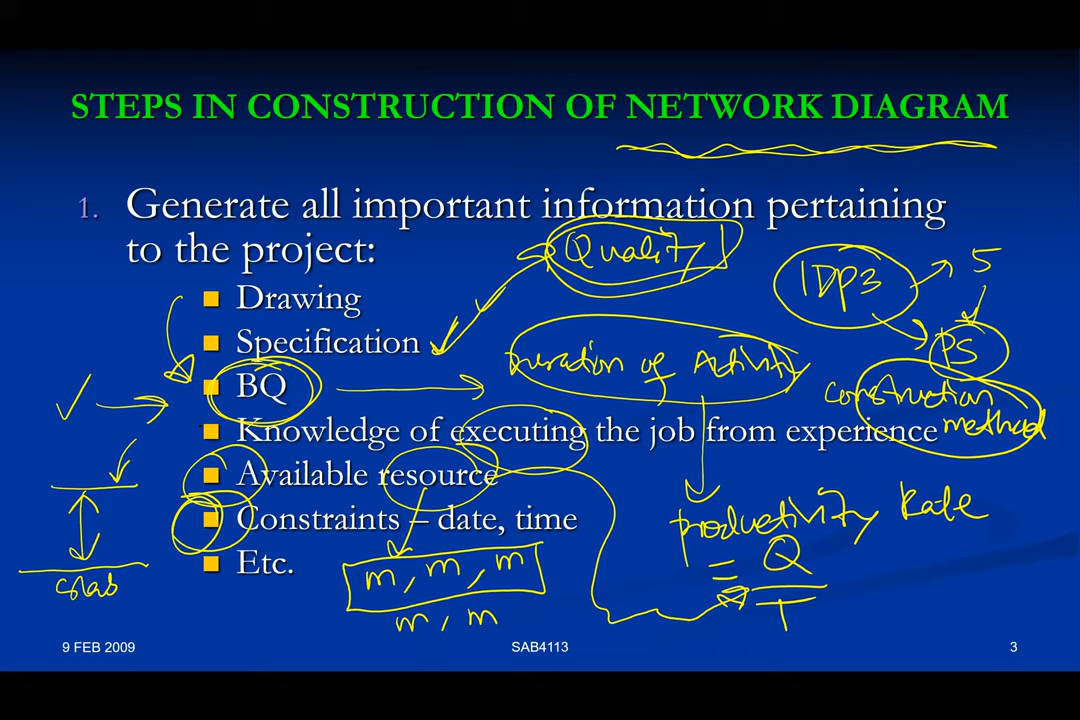 STEPS IN CONSTRUCTION OF NETWORK DIAGRAM
1. Generate all important information pertaining
to the project:
Quality
IDP3
5
PS
Drawing
Specification
BQ
Duration of Activity
construction
method
Knowledge of executing the job from experience
Available resource
Constraints – date, time
Etc.
productivity Rate
= Q
T
m, m, m
m, m
slab
9 FEB 2009
SAB4113
3